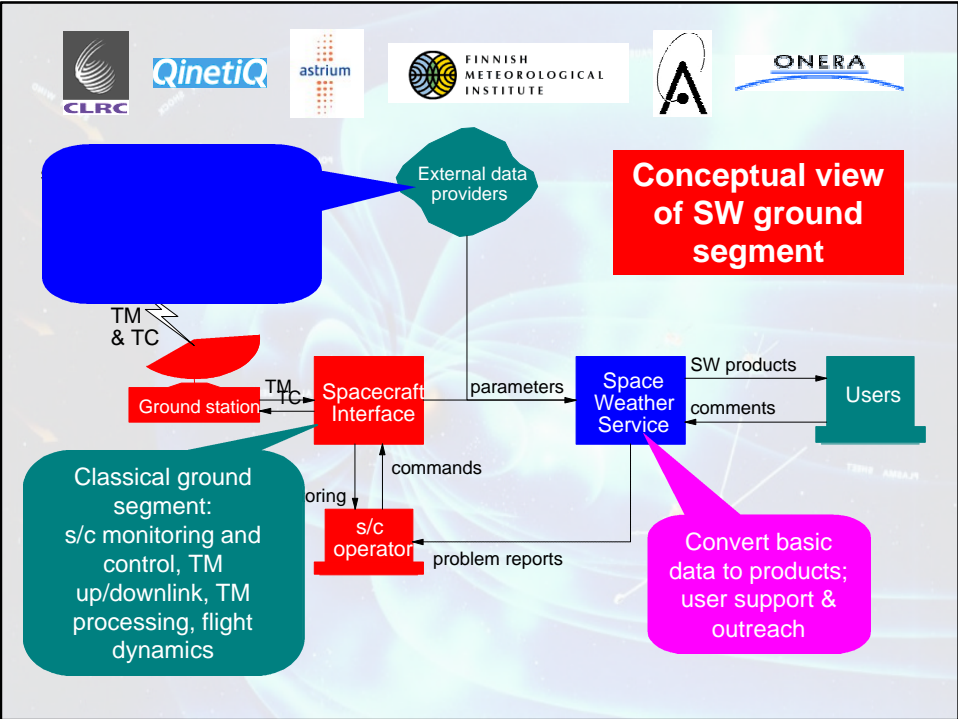 CLRC
QinetiQ
astrium
FINNISH
METEOROLOGICAL
INSTITUTE
ONERA
External data
providers
Conceptual view
of SW ground
segment
TM
& TC
Ground station
TM
TC
Spacecraft
Interface
parameters
Space
Weather
Service
SW products
comments
Users
commands
oring
s/c
operator
problem reports
Classical ground
segment:
s/c monitoring and
control, TM
up/downlink, TM
processing, flight
dynamics
Convert basic
data to products;
user support &
outreach